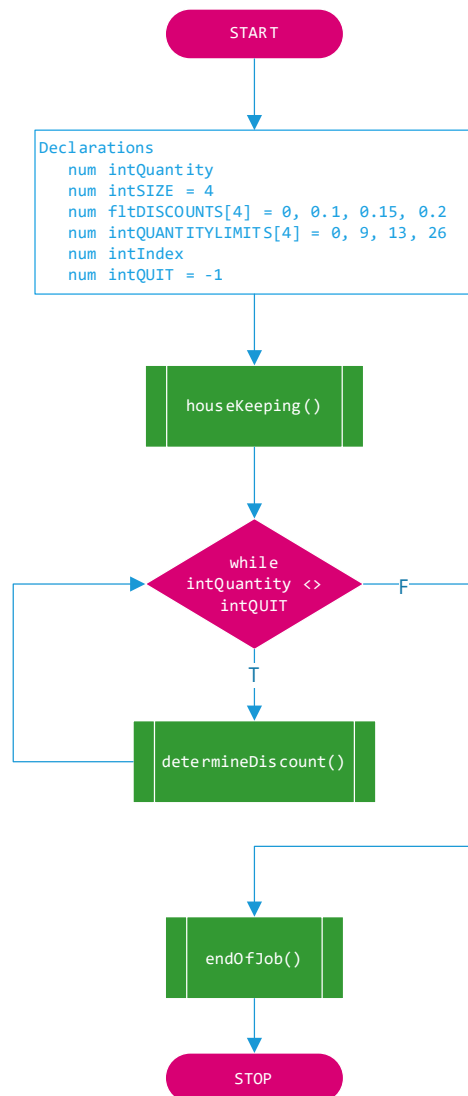 START
Declarations
num intQuantity
num intSIZE = 4
num fltDISCOUNTS[4] = 0, 0.1, 0.15, 0.2
num intQUANTITYLIMITS[4] = 0, 9, 13, 26
num intIndex
num intQUIT = -1
houseKeeping()
while
intQuantity <>
intQUIT
F
T
determineDiscount()
endOfJob()
STOP